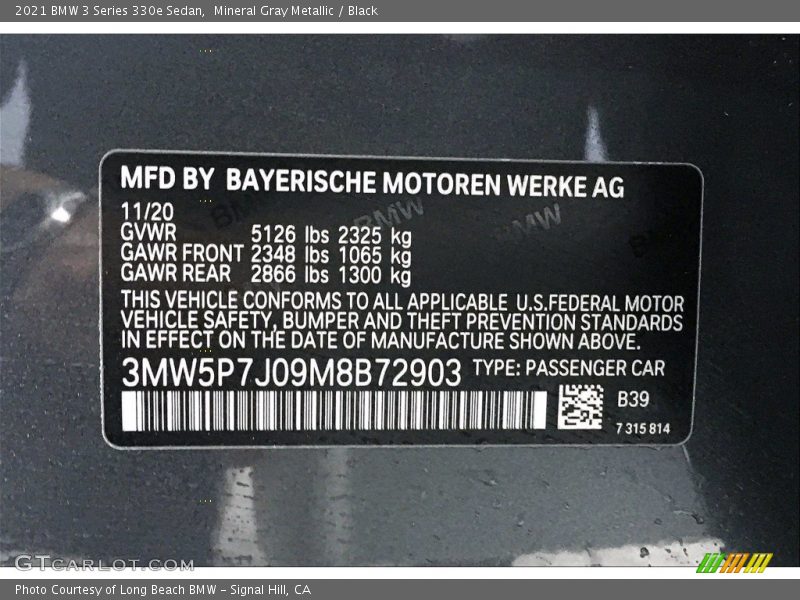 2021 BMW 3 Series 330e Sedan,  Mineral Gray Metallic / Black
MFD BY BAYERISCHE MOTOREN WERKE AG
11/20
GVWR 5126 lbs 2325 kg
GAWR FRONT 2348 lbs 1065 kg
GAWR REAR 2866 lbs 1300 kg
THIS VEHICLE CONFORMS TO ALL APPLICABLE U.S.FEDERAL MOTOR
VEHICLE SAFETY, BUMPER AND THEFT PREVENTION STANDARDS
IN EFFECT ON THE DATE OF MANUFACTURE SHOWN ABOVE.
3MW5P7J09M8B72903 TYPE: PASSENGER CAR
B39
7 315 814
GTCARLOT.COM
Photo Courtesy of Long Beach BMW - Signal Hill, CA